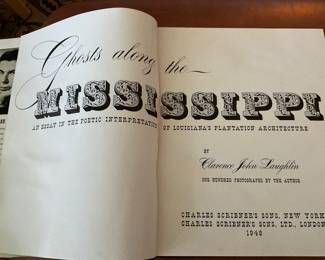 Ghosts along the
MISSISSIPPI
AN ESSAY IN THE POETIC INTERPRETATION OF LOUISIANA'S PLANTATION ARCHITECTURE
BY
Clarence John Laughlin
ONE HUNDRED PHOTOGRAPHS BY THE AUTHOR
CHARLES SCRIBNER'S SONS, NEW YORK
CHARLES SCRIBNER'S SONS, LTD., LONDON
1948